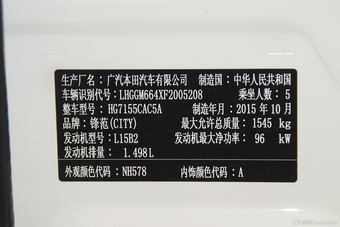 生产厂名：广汽本田汽车有限公司 制造国：中华人民共和国
车辆识别代号：LHGGM664XF2005208 乘坐人数：5
整车型号：HG7155CAC5A 制造年月：2015年10月
品牌：锋范(CITY) 最大允许总质量：1545 kg
发动机型号：L15B2 发动机最大净功率：96 kW
发动机排量：1.498L
外观颜色代码：NH578 内饰颜色代码：A